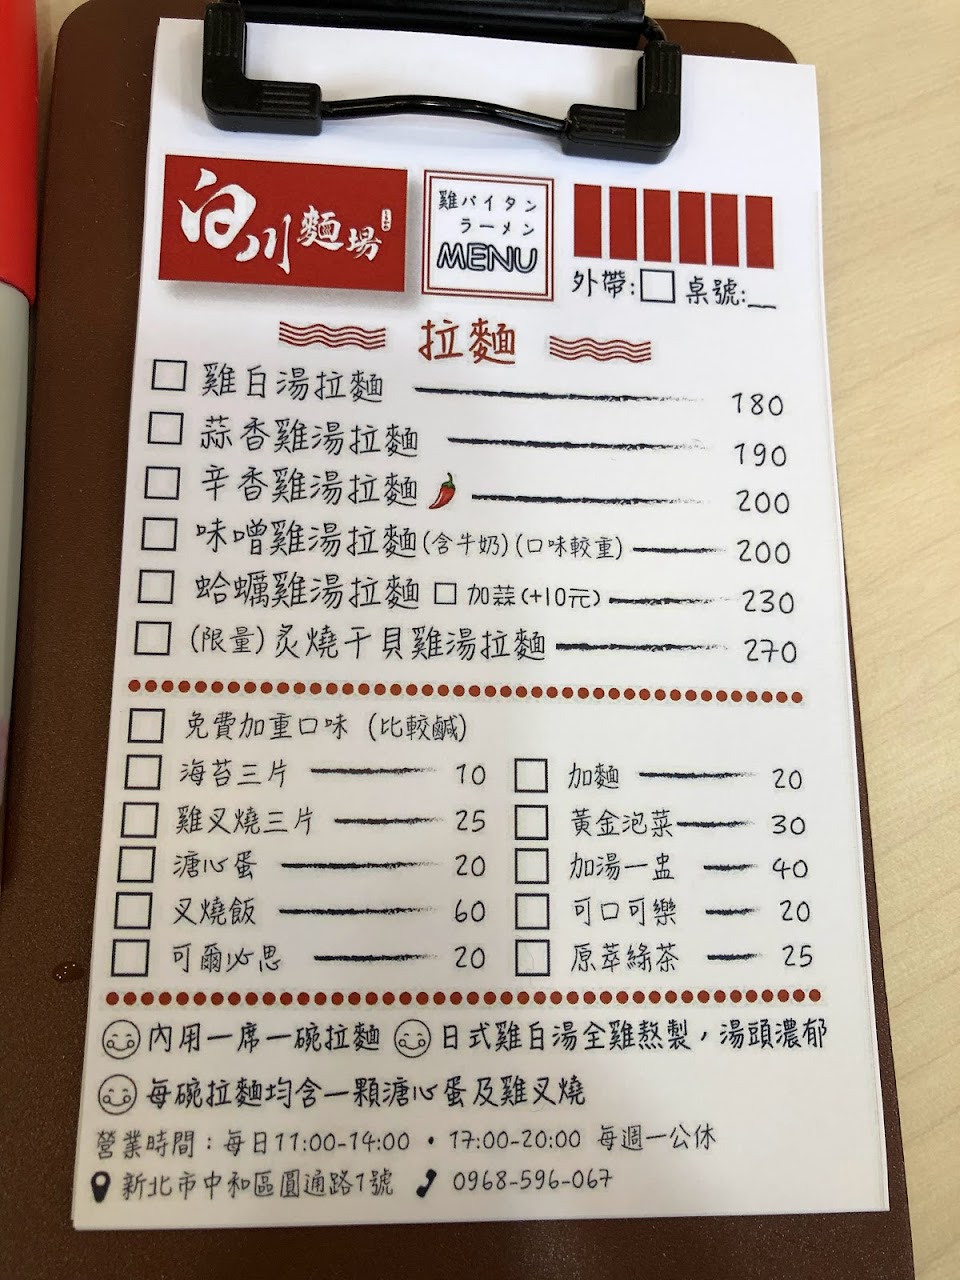 白川麵場
雞パイタン
ラーメン
MENU
外帶:□ 桌號:__
拉麵
□ 雞白湯拉麵 180
□ 蒜香雞湯拉麵 190
□ 辛香雞湯拉麵 200
□ 味噌雞湯拉麵(含牛奶)(口味較重) 200
□ 蛤蠣雞湯拉麵 □ 加蒜(+10元) 230
□ (限量)炙燒干貝雞湯拉麵 270
□ 免費加重口味 (比較鹹)
□ 海苔三片 10 □ 加麵 20
□ 雞叉燒三片 25 □ 黃金泡菜 30
□ 溏心蛋 20 □ 加湯一盅 40
□ 叉燒飯 60 □ 可口可樂 20
□ 可爾必思 20 □ 原萃綠茶 25
內用一席一碗拉麵 日式雞白湯全雞熬製，湯頭濃郁
每碗拉麵均含一顆溏心蛋及雞叉燒
營業時間：每日11:00-14:00 • 17:00-20:00 每週一公休
新北市中和區圓通路1號 0968-596-067